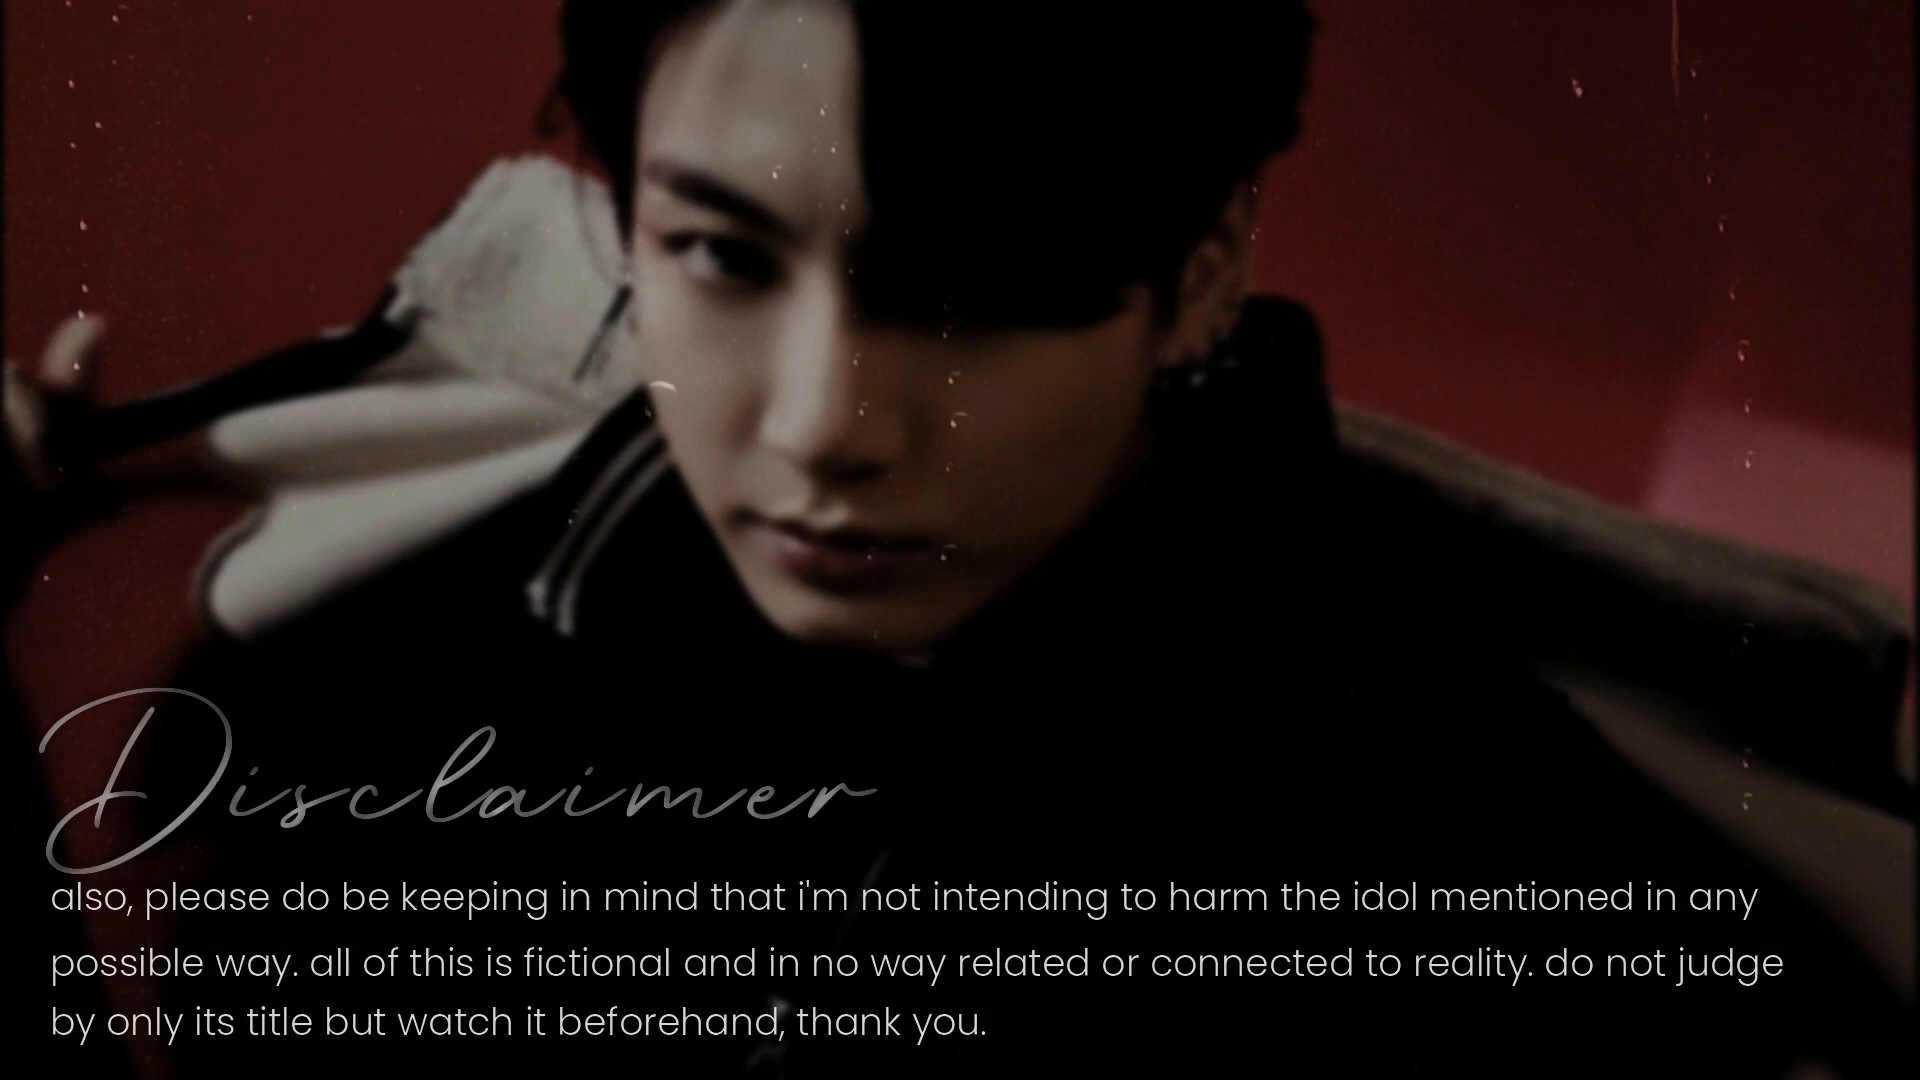 Disclaimer
also, please do be keeping in mind that i'm not intending to harm the idol mentioned in any
possible way. all of this is fictional and in no way related or connected to reality. do not judge
by only its title but watch it beforehand, thank you.